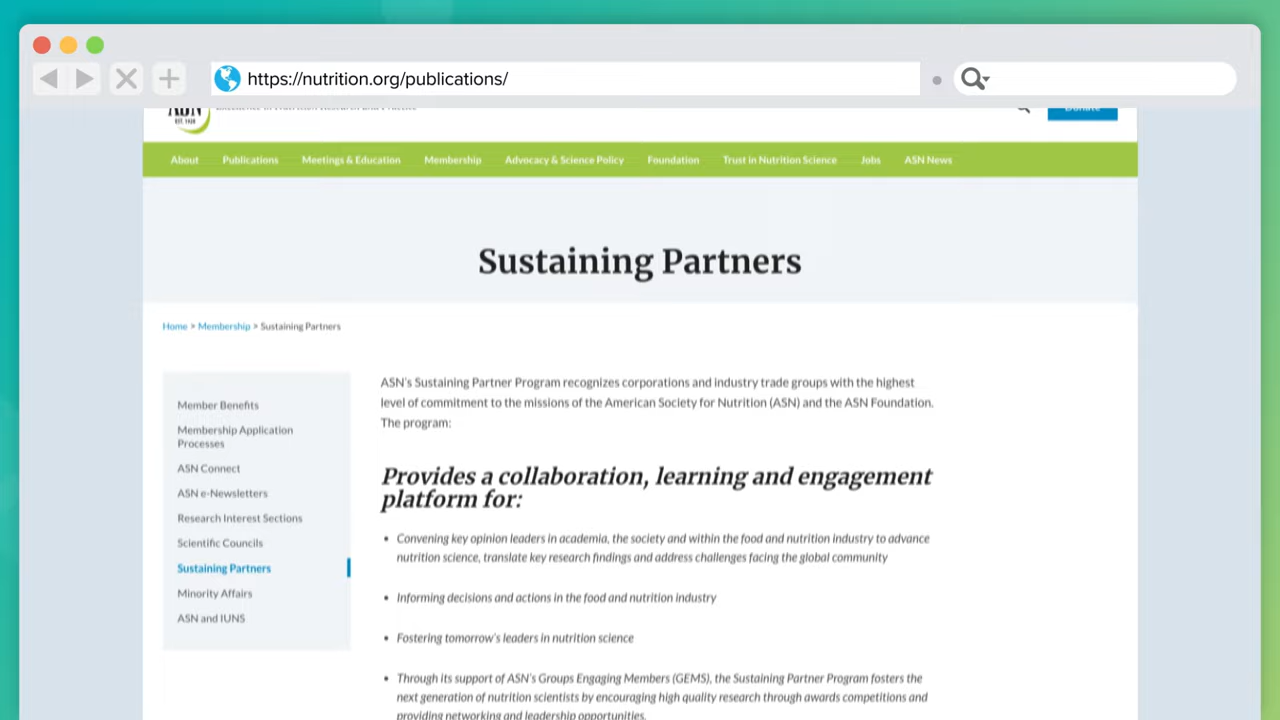 https://nutrition.org/publications/
ASN
EST. 1928
Donate
About Publications Meetings & Education Membership Advocacy & Science Policy Foundation Trust in Nutrition Science Jobs ASN News
Sustaining Partners
Home > Membership > Sustaining Partners
Member Benefits
Membership Application
Processes
ASN Connect
ASN e-Newsletters
Research Interest Sections
Scientific Councils
Sustaining Partners
Minority Affairs
ASN and IUNS
ASN's Sustaining Partner Program recognizes corporations and industry trade groups with the highest
level of commitment to the missions of the American Society for Nutrition (ASN) and the ASN Foundation.
The program:
Provides a collaboration, learning and engagement
platform for:
• Convening key opinion leaders in academia, the society and within the food and nutrition industry to advance
nutrition science, translate key research findings and address challenges facing the global community
• Informing decisions and actions in the food and nutrition industry
• Fostering tomorrow's leaders in nutrition science
• Through its support of ASN's Groups Engaging Members (GEMS), the Sustaining Partner Program fosters the
next generation of nutrition scientists by encouraging high quality research through awards competitions and
providing networking and leadership opportunities.